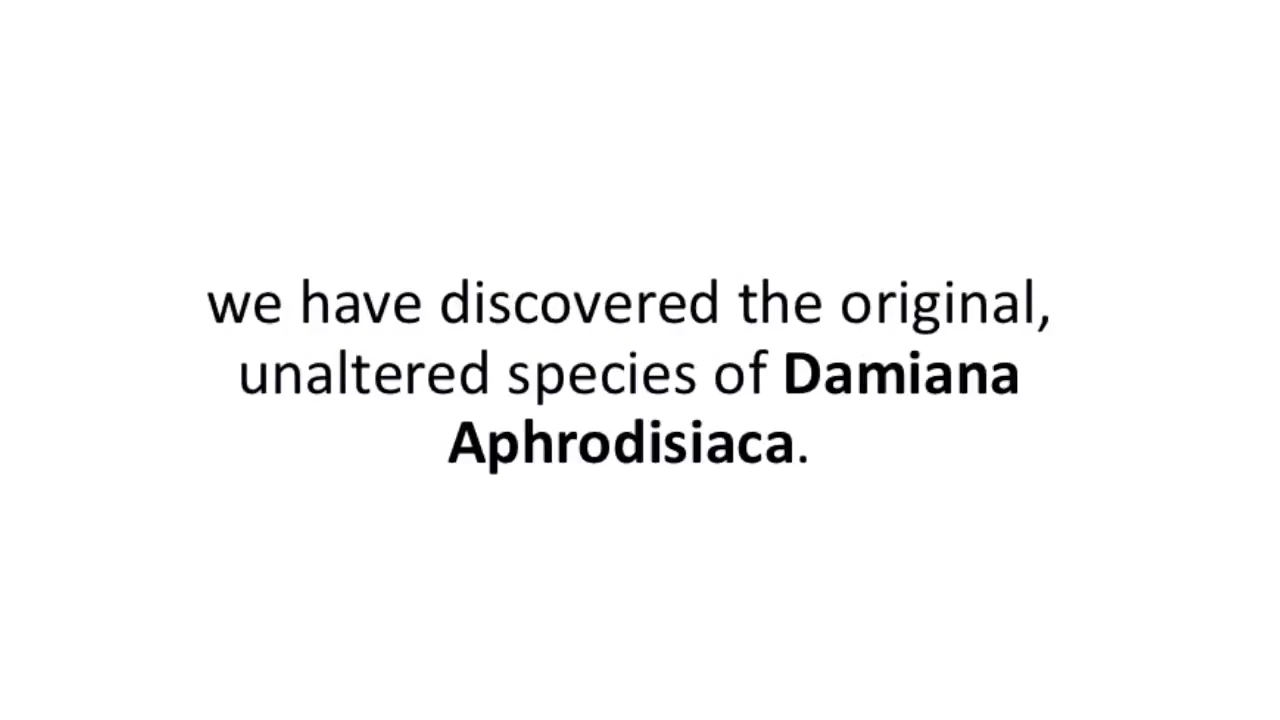 we have discovered the original,
unaltered species of Damiana
Aphrodisiaca.